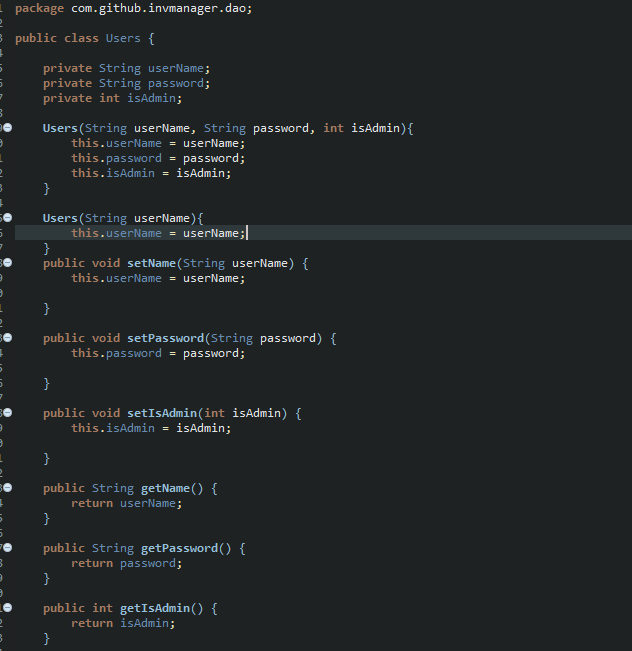 package com.github.invmanager.dao;
public class Users {
private String userName;
private String password;
private int isAdmin;
Users(String userName, String password, int isAdmin){
this.userName = userName;
this.password = password;
this.isAdmin = isAdmin;
}
Users(String userName){
this.userName = userName;
}
public void setName(String userName) {
this.userName = userName;
}
public void setPassword(String password) {
this.password = password;
}
public void setIsAdmin(int isAdmin) {
this.isAdmin = isAdmin;
}
public String getName() {
return userName;
}
public String getPassword() {
return password;
}
public int getIsAdmin() {
return isAdmin;
}